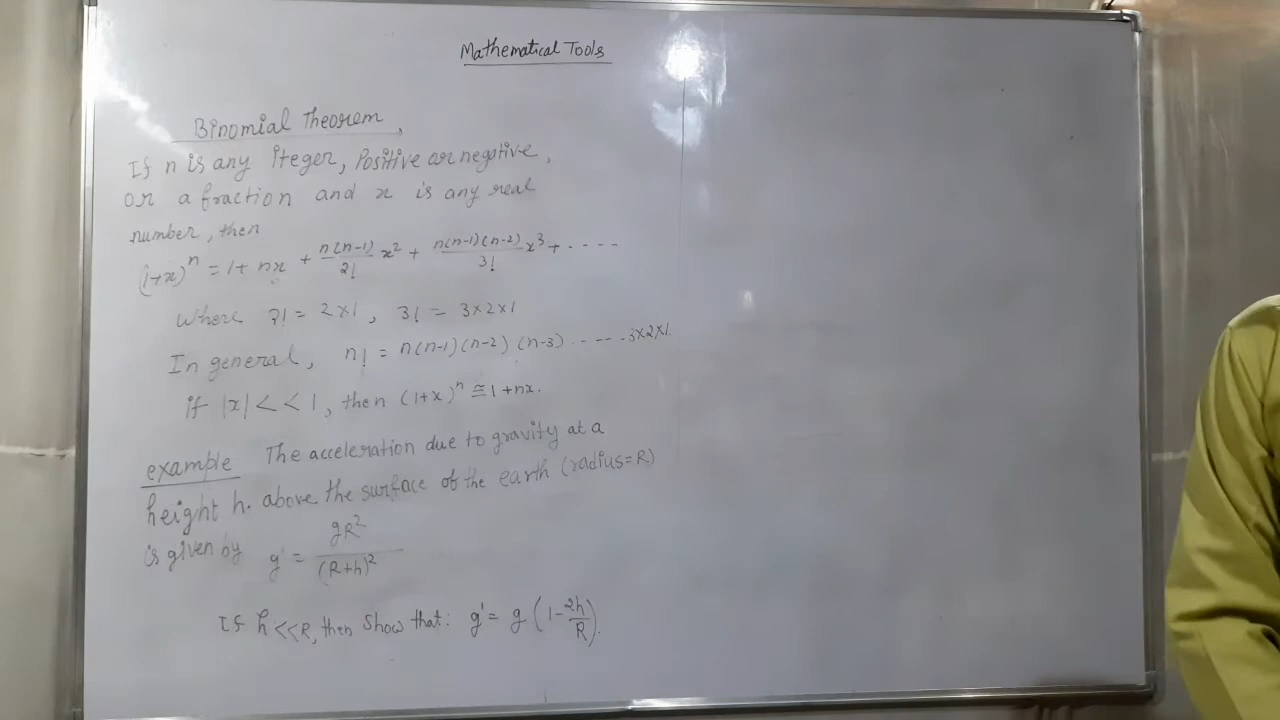 Mathematical Tools
Binomial Theorem,
If n is any iteger, Positive or negative,
or a fraction and x is any real
number, then
(1+x)^n = 1 + nx + n(n-1)/2! x^2 + n(n-1)(n-2)/3! x^3 + ....
Where 2! = 2×1, 3! = 3×2×1
In general, n! = n(n-1)(n-2)(n-3) ...... 3×2×1.
if |x| << 1, then (1+x)^n ≅ 1+nx.
example The acceleration due to gravity at a
height h. above the surface of the earth (radius=R)
is given by g' = gR^2/(R+h)^2
If h<<R, then Show that: g' = g(1-2h/R).